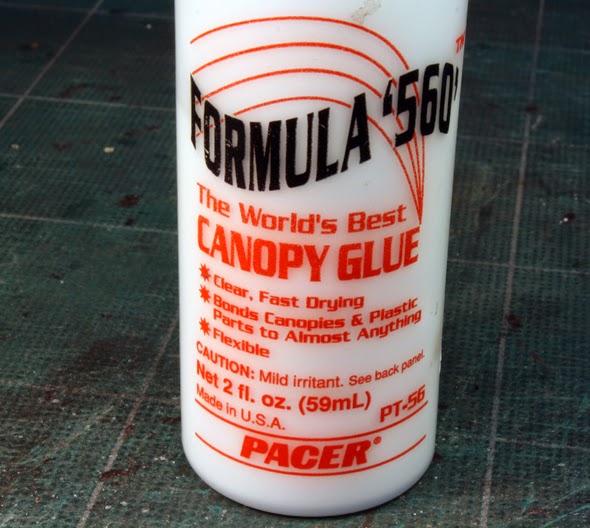 FORMULA '560' ™
The World's Best
CANOPY GLUE
Clear, Fast Drying
Bonds Canopies & Plastic
Parts to Almost Anything
Flexible
CAUTION: Mild irritant. See back panel.
Net 2 fl. oz. (59mL)
Made in U.S.A. PT-56
PACER®